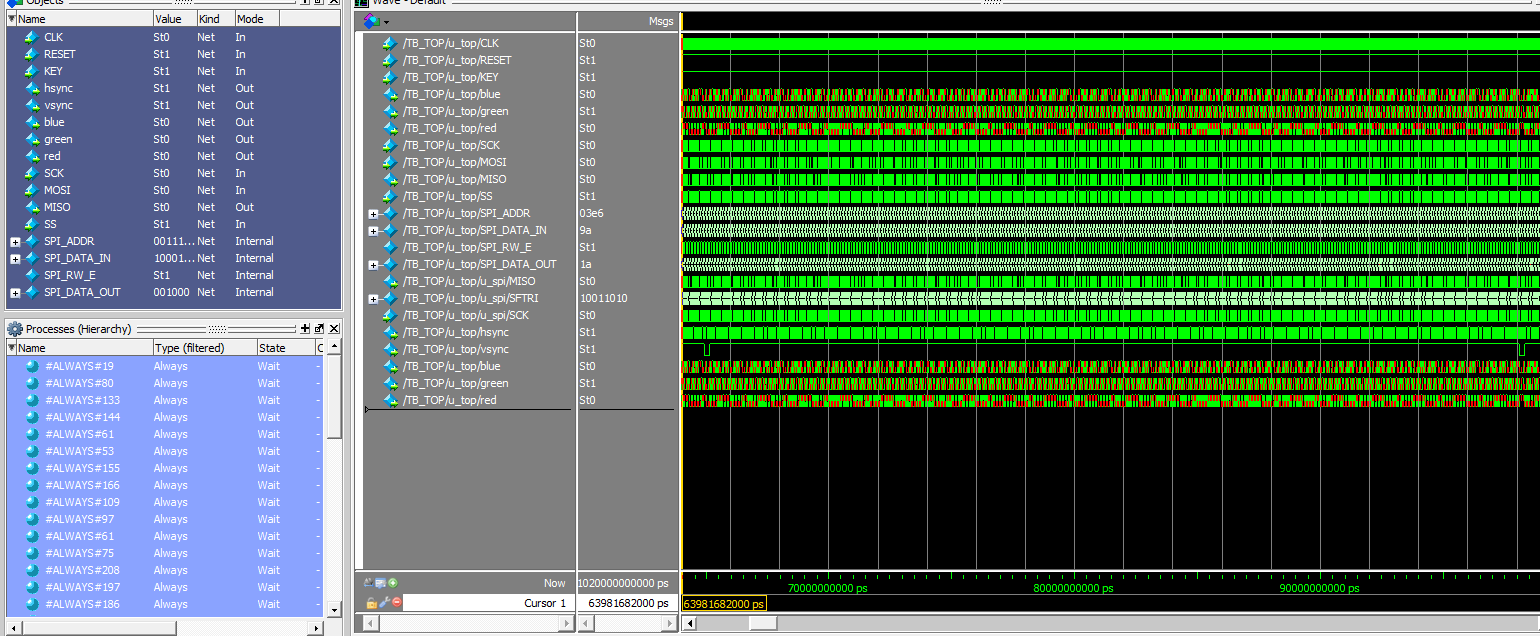 Objects
Name Value Kind Mode
CLK St0 Net In
RESET St1 Net In
KEY St1 Net In
hsync St1 Net Out
vsync St1 Net Out
blue St0 Net Out
green St0 Net Out
red St0 Net Out
SCK St0 Net In
MOSI St0 Net In
MISO St0 Net Out
SS St1 Net In
SPI_ADDR 00111... Net Internal
SPI_DATA_IN 10001... Net Internal
SPI_RW_E St1 Net Internal
SPI_DATA_OUT 001000 Net Internal
Processes (Hierarchy)
Name Type (filtered) State C
#ALWAYS#19 Always Wait -
#ALWAYS#80 Always Wait -
#ALWAYS#133 Always Wait -
#ALWAYS#144 Always Wait -
#ALWAYS#61 Always Wait -
#ALWAYS#53 Always Wait -
#ALWAYS#155 Always Wait -
#ALWAYS#166 Always Wait -
#ALWAYS#109 Always Wait -
#ALWAYS#97 Always Wait -
#ALWAYS#61 Always Wait -
#ALWAYS#75 Always Wait -
#ALWAYS#208 Always Wait -
#ALWAYS#197 Always Wait -
#ALWAYS#186 Always Wait -
Wave - Default
Msgs
/TB_TOP/u_top/CLK St0
/TB_TOP/u_top/RESET St1
/TB_TOP/u_top/KEY St1
/TB_TOP/u_top/blue St0
/TB_TOP/u_top/green St1
/TB_TOP/u_top/red St0
/TB_TOP/u_top/SCK St0
/TB_TOP/u_top/MOSI St0
/TB_TOP/u_top/MISO St0
/TB_TOP/u_top/SS St1
/TB_TOP/u_top/SPI_ADDR 03e6
/TB_TOP/u_top/SPI_DATA_IN 9a
/TB_TOP/u_top/SPI_RW_E St1
/TB_TOP/u_top/SPI_DATA_OUT 1a
/TB_TOP/u_top/u_spi/MISO St0
/TB_TOP/u_top/u_spi/SFTRI 10011010
/TB_TOP/u_top/u_spi/SCK St0
/TB_TOP/u_top/hsync St1
/TB_TOP/u_top/vsync St1
/TB_TOP/u_top/blue St0
/TB_TOP/u_top/green St1
/TB_TOP/u_top/red St0
Now 1020000000000 ps
70000000000 ps 80000000000 ps 90000000000 ps
Cursor 1 63981682000 ps
63981682000 ps